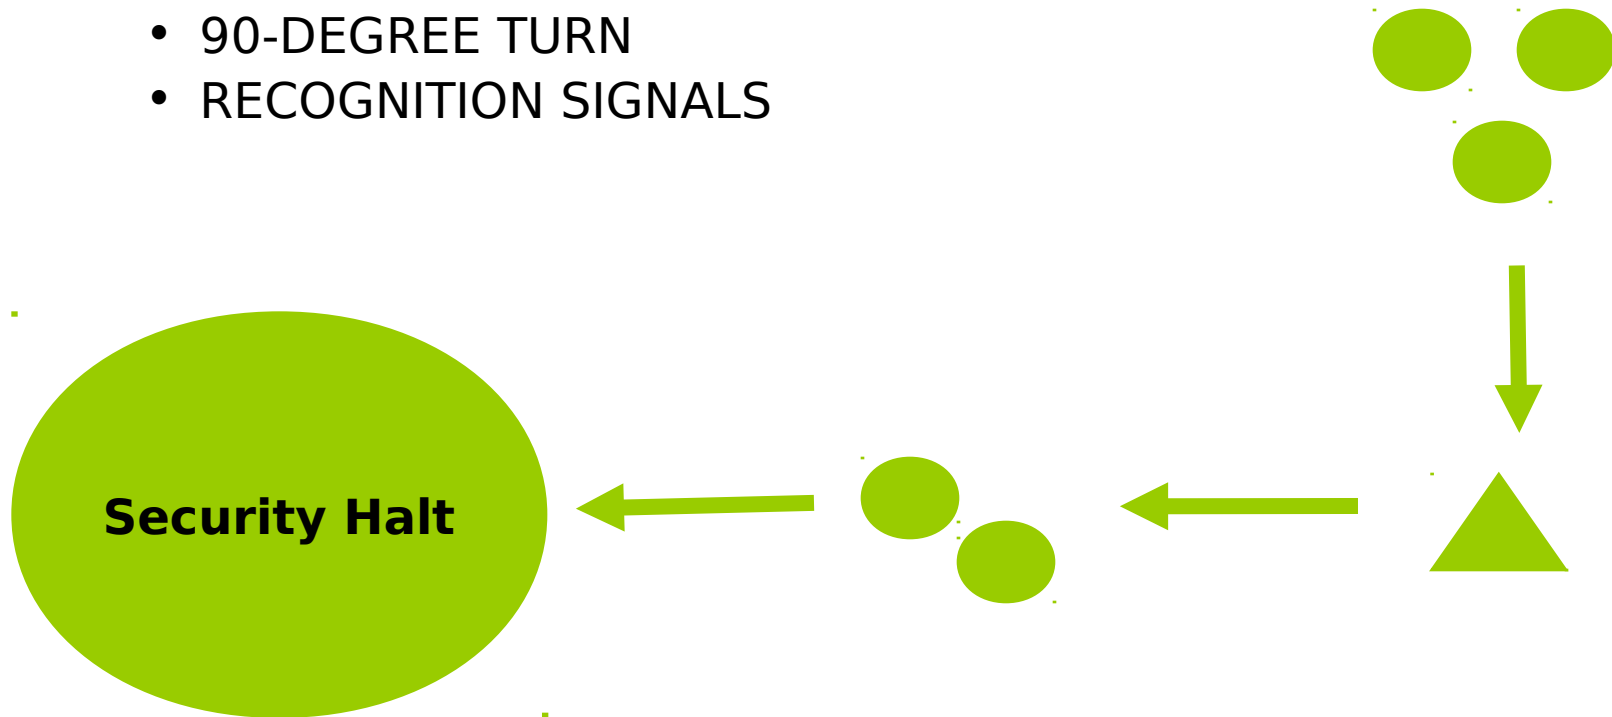 • 90-DEGREE TURN
• RECOGNITION SIGNALS
Security Halt